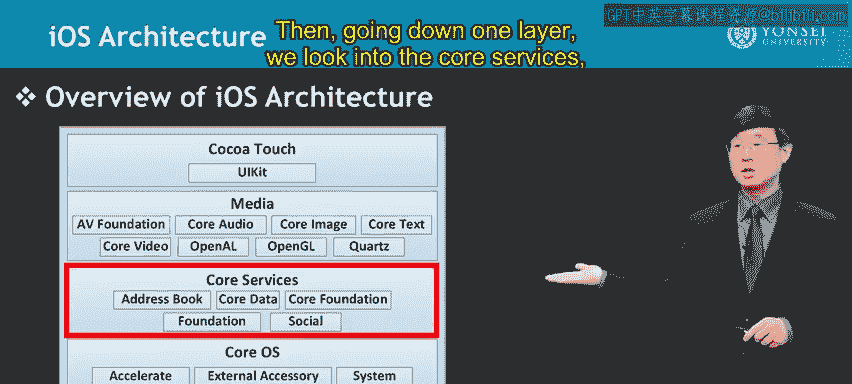 iOS Architecture
Then, going down one layer,
we look into the core services,
YONSEI
UNIVERSITY
❖ Overview of iOS Architecture
Cocoa Touch
UIKit
Media
AV Foundation Core Audio Core Image Core Text
Core Video OpenAL OpenGL Quartz
Core Services
Address Book Core Data Core Foundation
Foundation Social
Core OS
Accelerate External Accessory System